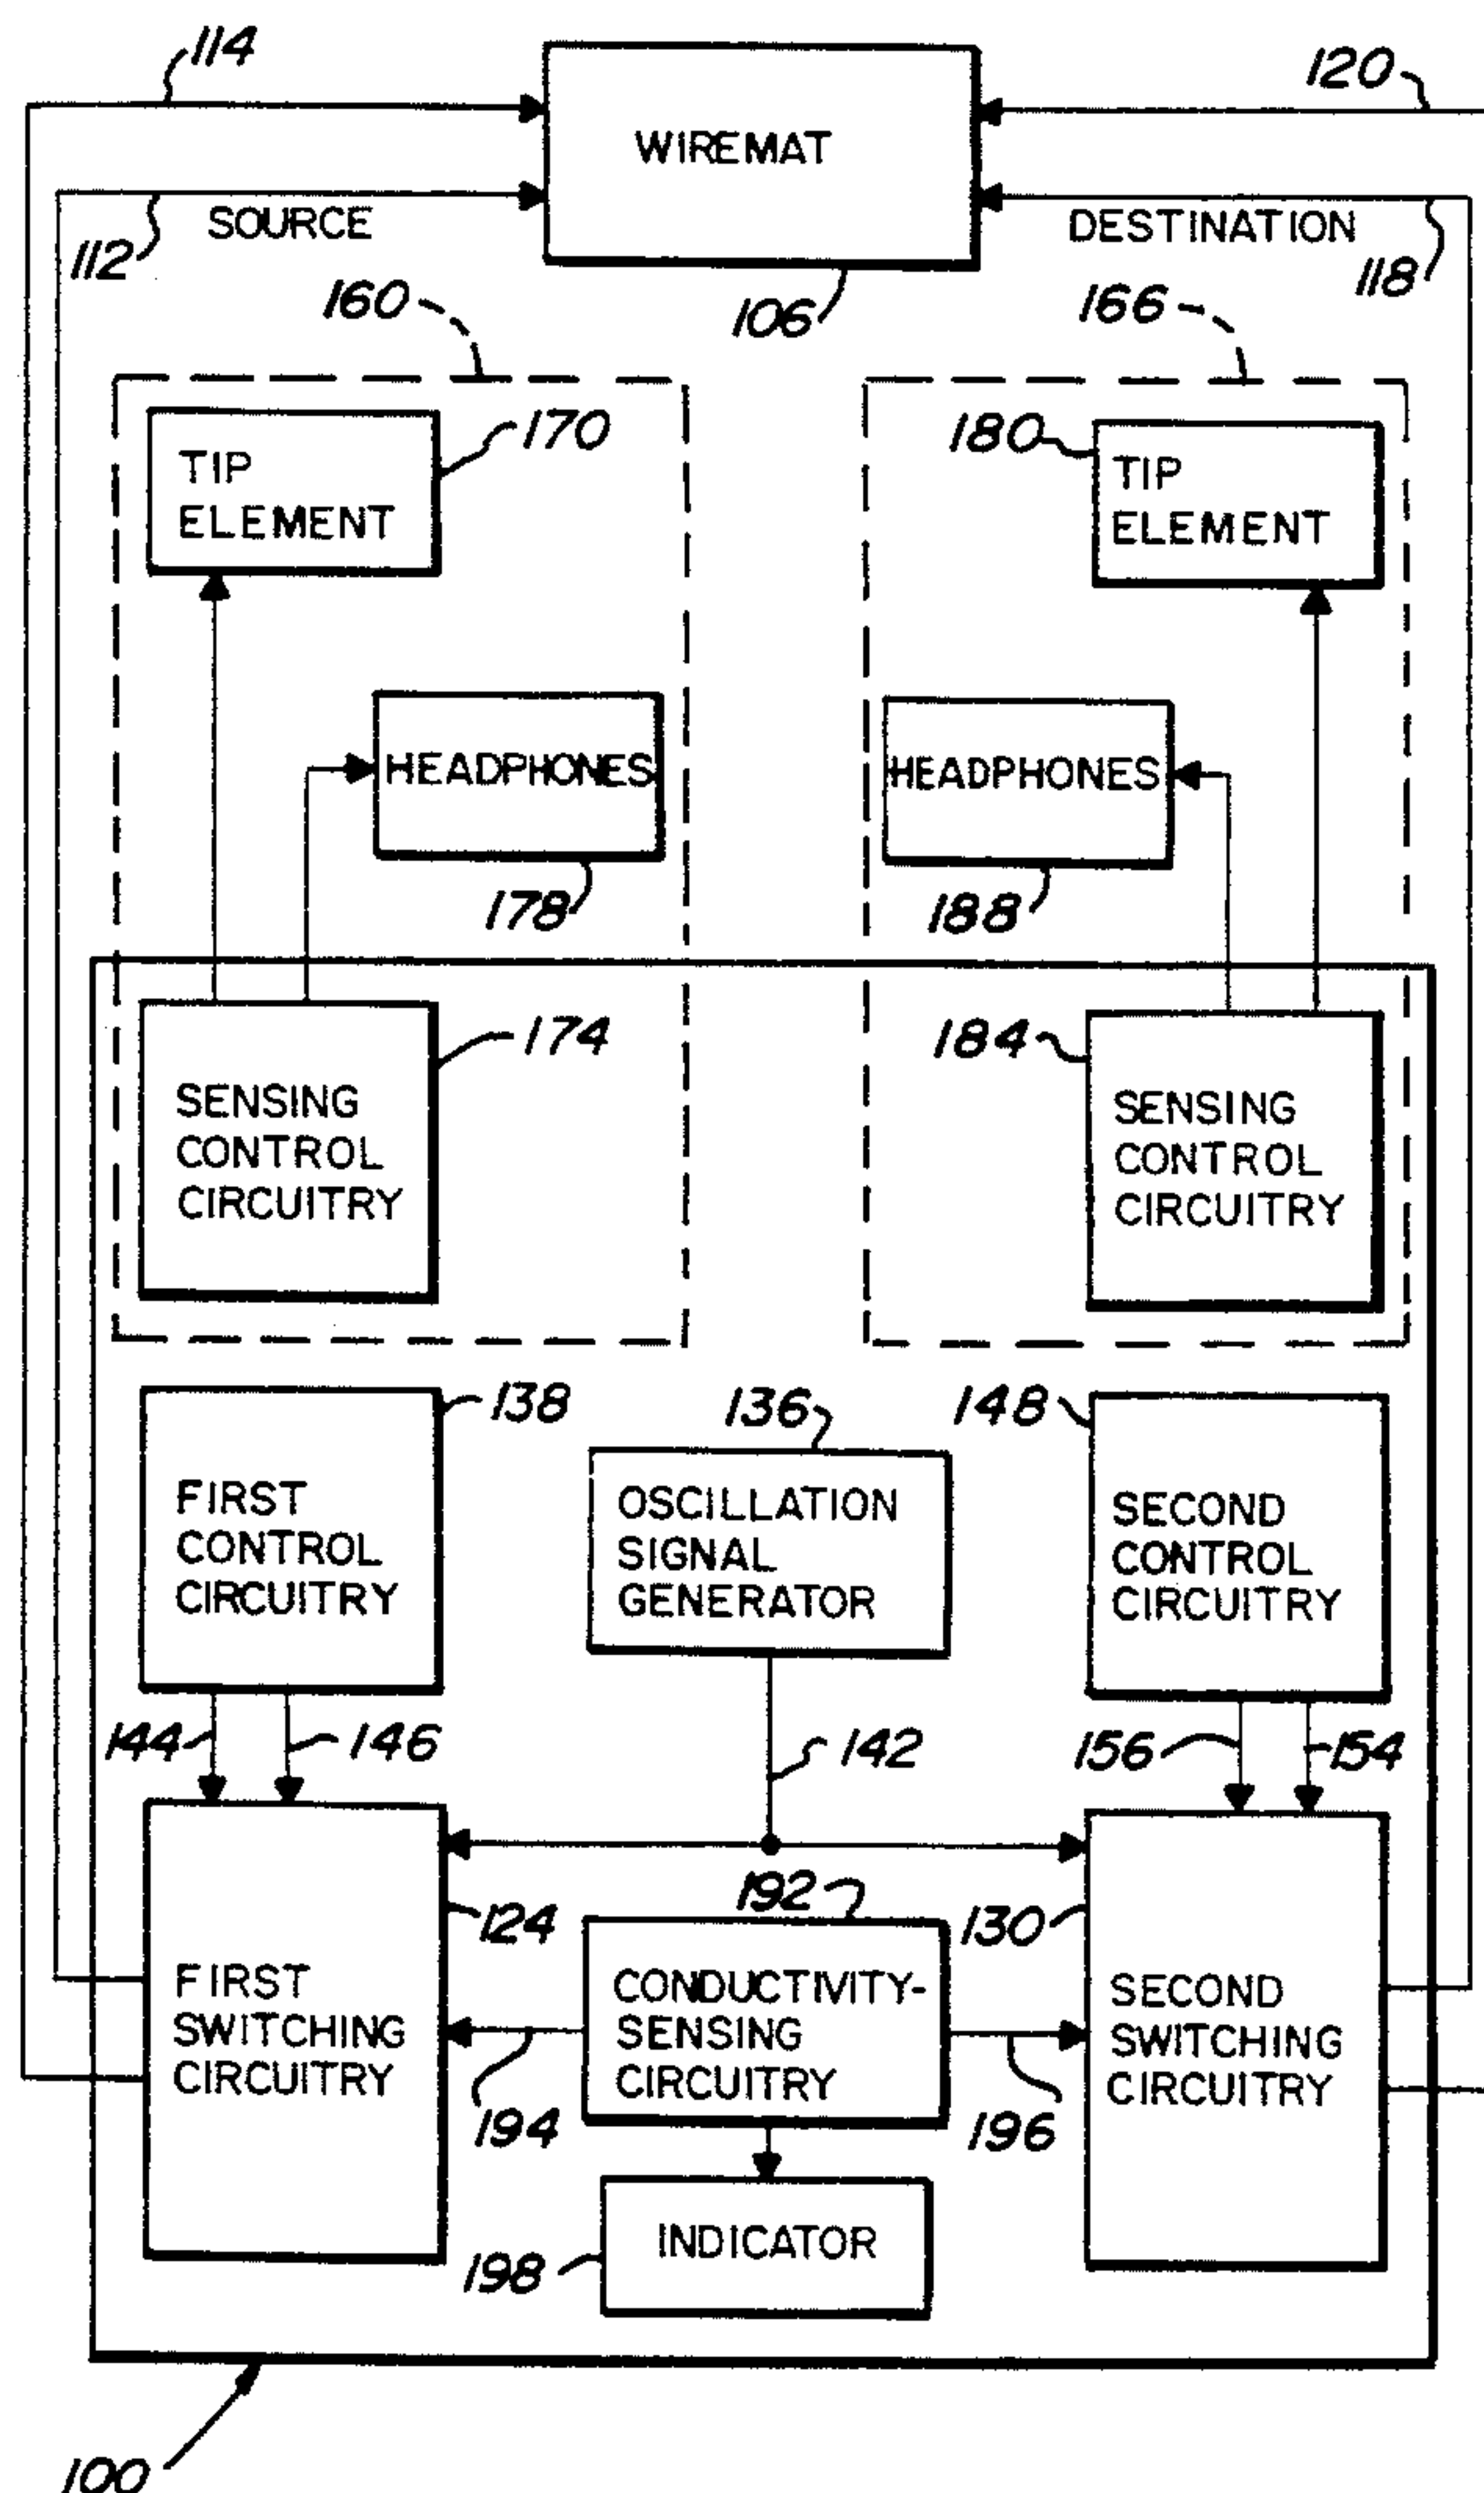 114
120
WIREMAT
SOURCE
DESTINATION
112
118
160
106
166
170
180
TIP
ELEMENT
TIP
ELEMENT
HEADPHONES
HEADPHONES
178
188
174
184
SENSING
CONTROL
CIRCUITRY
SENSING
CONTROL
CIRCUITRY
138
136
148
FIRST
CONTROL
CIRCUITRY
OSCILLATION
SIGNAL
GENERATOR
SECOND
CONTROL
CIRCUITRY
144
146
142
156
154
192
124
130
FIRST
SWITCHING
CIRCUITRY
CONDUCTIVITY-
SENSING
CIRCUITRY
SECOND
SWITCHING
CIRCUITRY
194
196
INDICATOR
198
100